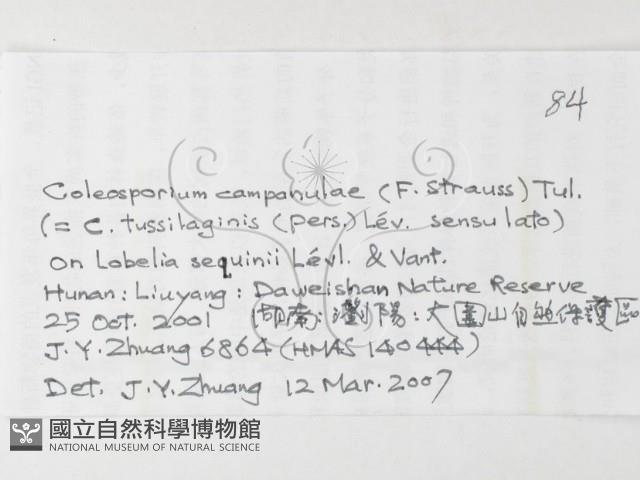 84
Coleosporium campanulae (F. Strauss) Tul.
(= C. tussilaginis (Pers.) Lév. sensu lato)
on Lobelia sequinii Lévl. & Vant.
Hunan: Liuyang: Daweishan Nature Reserve
25 Oct. 2001 瀏陽: 大圍山自然保護區
J. Y. Zhuang 6864 (HMAS 140444)
Det. J. Y. Zhuang 12 Mar. 2007
國立自然科學博物館
NATIONAL MUSEUM OF NATURAL SCIENCE